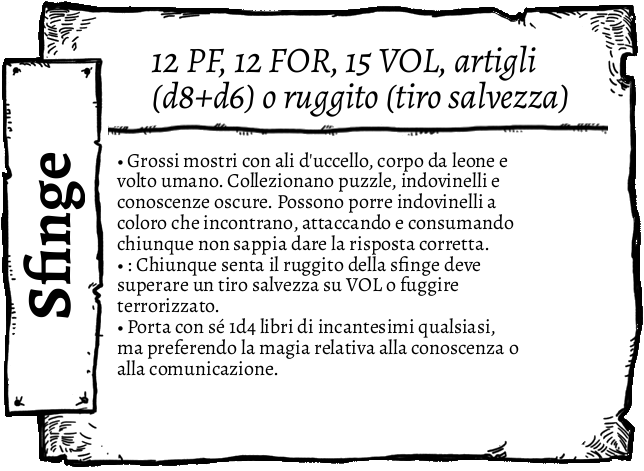 Sfinge
12 PF, 12 FOR, 15 VOL, artigli
(d8+d6) o ruggito (tiro salvezza)
• Grossi mostri con ali d'uccello, corpo da leone e
volto umano. Collezionano puzzle, indovinelli e
conoscenze oscure. Possono porre indovinelli a
coloro che incontrano, attaccando e consumando
chiunque non sappia dare la risposta corretta.
• : Chiunque senta il ruggito della sfinge deve
superare un tiro salvezza su VOL o fuggire
terrorizzato.
• Porta con sé 1d4 libri di incantesimi qualsiasi,
ma preferendo la magia relativa alla conoscenza o
alla comunicazione.